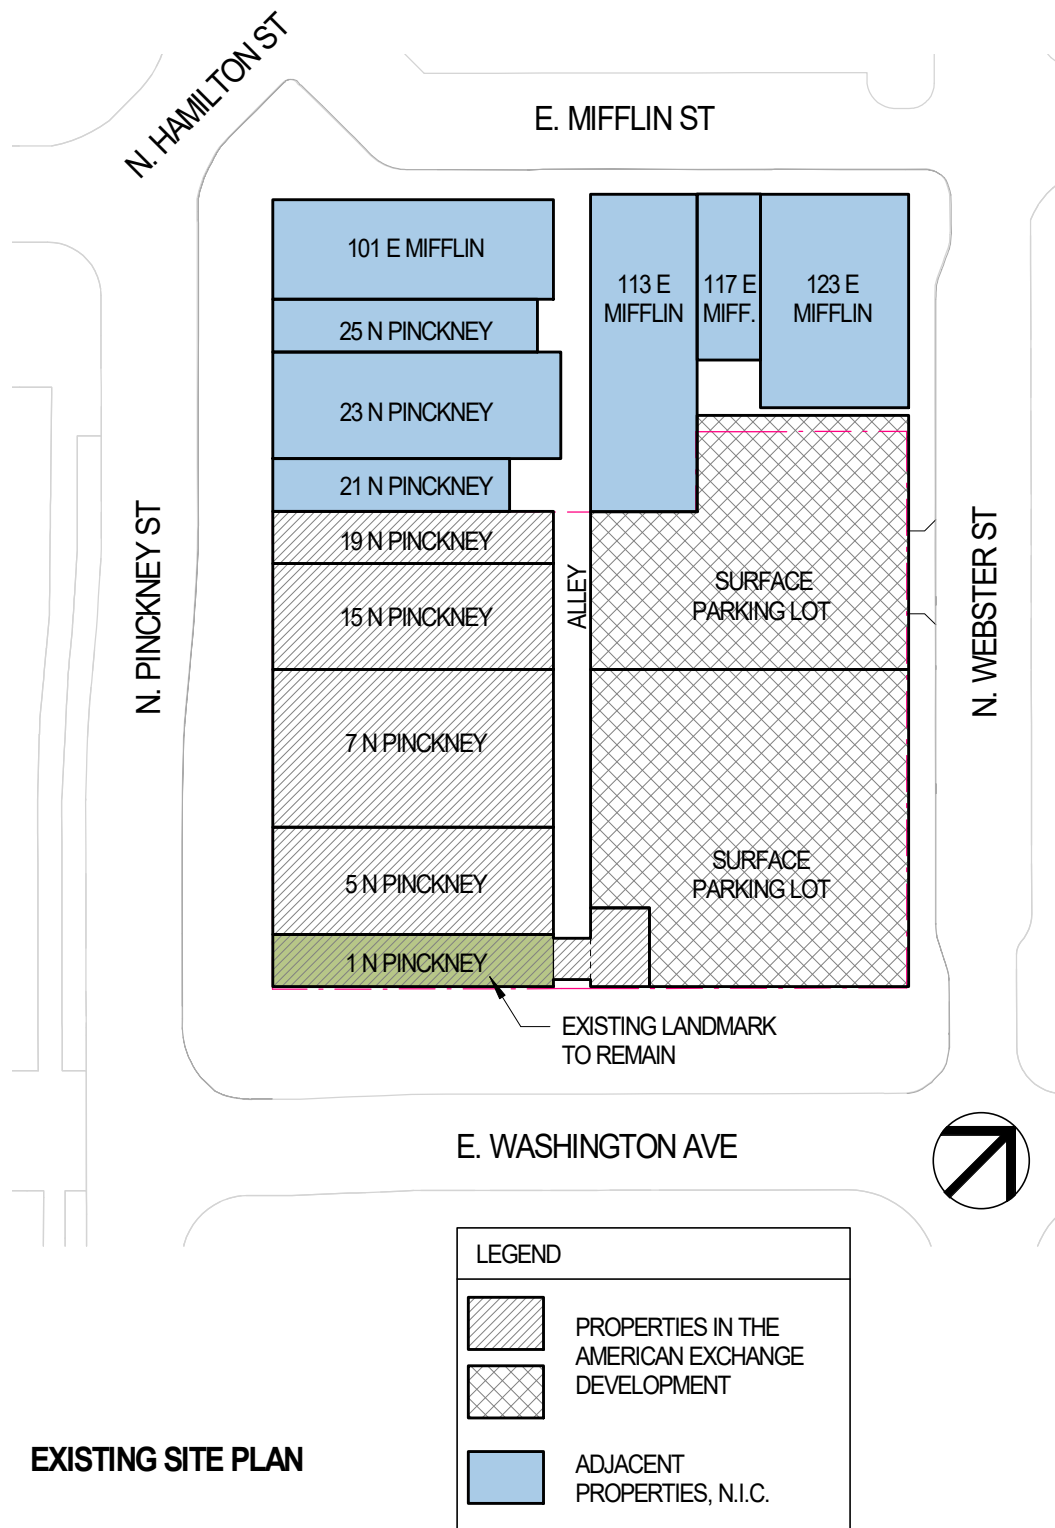 N. HAMILTON ST
E. MIFFLIN ST
101 E MIFFLIN
25 N PINCKNEY
23 N PINCKNEY
21 N PINCKNEY
113 E
MIFFLIN
117 E
MIFF.
123 E
MIFFLIN
19 N PINCKNEY
15 N PINCKNEY
7 N PINCKNEY
5 N PINCKNEY
1 N PINCKNEY
N. PINCKNEY ST
ALLEY
SURFACE
PARKING LOT
SURFACE
PARKING LOT
N. WEBSTER ST
EXISTING LANDMARK
TO REMAIN
E. WASHINGTON AVE
LEGEND
PROPERTIES IN THE
AMERICAN EXCHANGE
DEVELOPMENT
ADJACENT
PROPERTIES, N.I.C.
EXISTING SITE PLAN